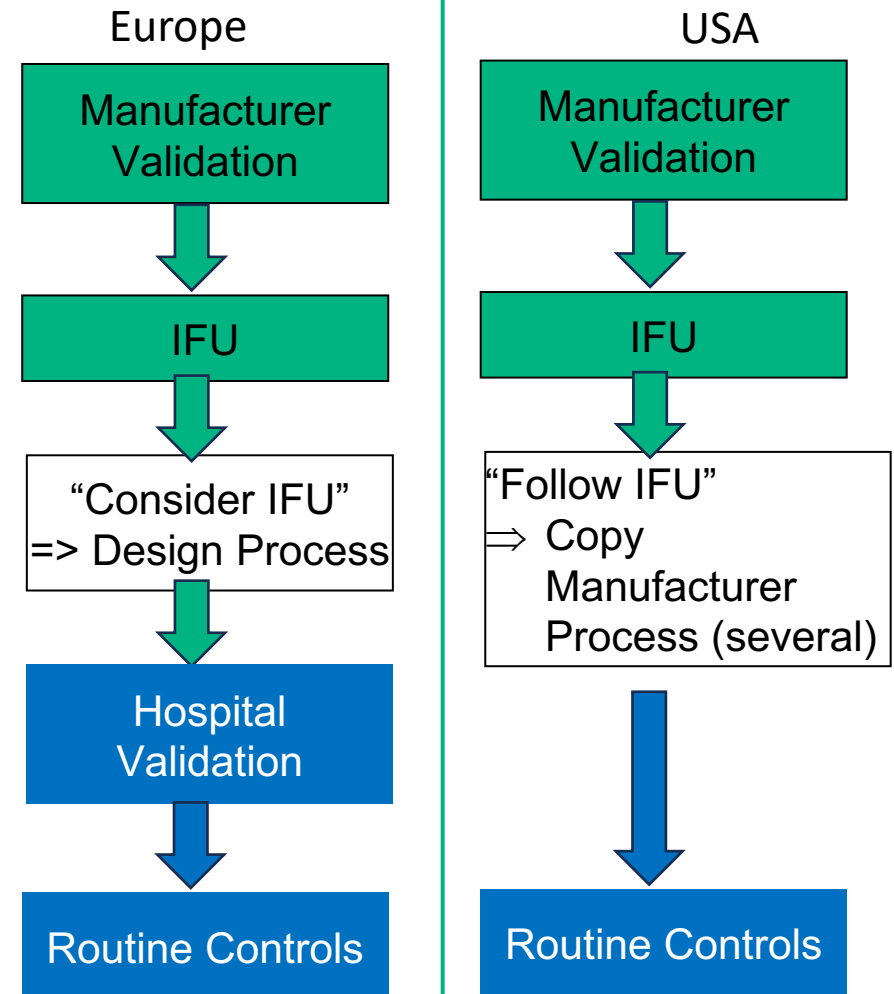 Europe
Manufacturer
Validation
IFU
“Consider IFU”
=> Design Process
Hospital
Validation
Routine Controls
USA
Manufacturer
Validation
IFU
“Follow IFU”
⇒ Copy
Manufacturer
Process (several)
Routine Controls